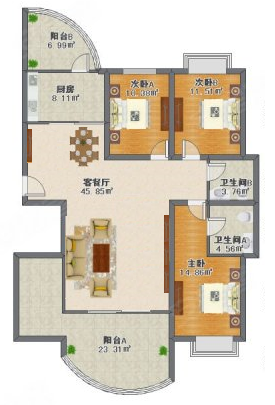 阳台B
6.99m²
厨房
8.11m²
次卧A
10.38m²
次卧B
11.51m²
客餐厅
45.85m²
卫生间B
3.76m²
卫生间A
4.56m²
主卧
14.86m²
阳台A
23.31m²